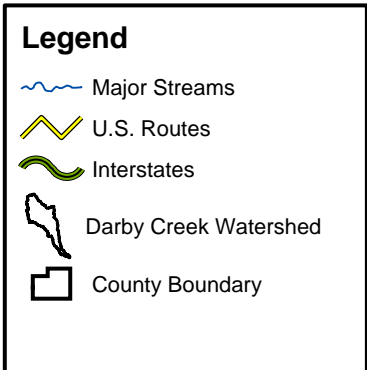 Legend
Major Streams
U.S. Routes
Interstates
Darby Creek Watershed
County Boundary